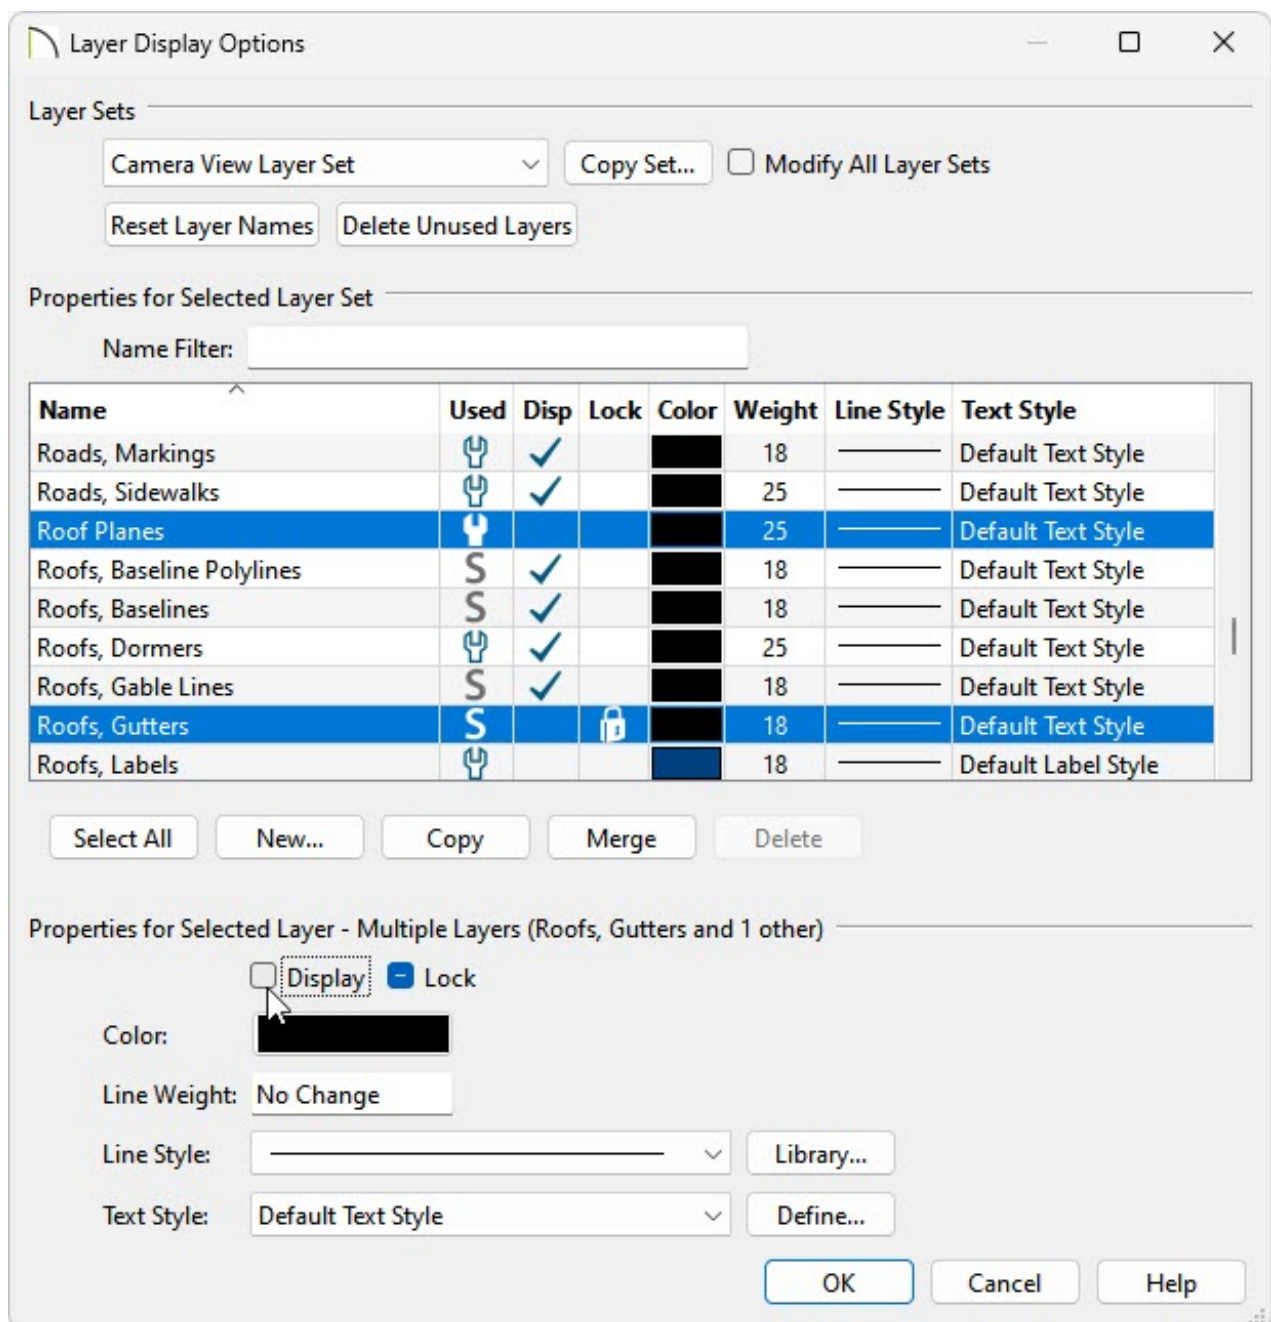 Layer Display Options
Layer Sets
Camera View Layer Set Copy Set... Modify All Layer Sets
Reset Layer Names Delete Unused Layers
Properties for Selected Layer Set
Name Filter:
Name Used Disp Lock Color Weight Line Style Text Style
Roads, Markings 18 Default Text Style
Roads, Sidewalks 25 Default Text Style
Roof Planes 25 Default Text Style
Roofs, Baseline Polylines S 18 Default Text Style
Roofs, Baselines S 18 Default Text Style
Roofs, Dormers 25 Default Text Style
Roofs, Gable Lines S 18 Default Text Style
Roofs, Gutters S 18 Default Text Style
Roofs, Labels 18 Default Label Style
Select All New... Copy Merge Delete
Properties for Selected Layer - Multiple Layers (Roofs, Gutters and 1 other)
Display Lock
Color:
Line Weight: No Change
Line Style: Library...
Text Style: Default Text Style Define...
OK Cancel Help